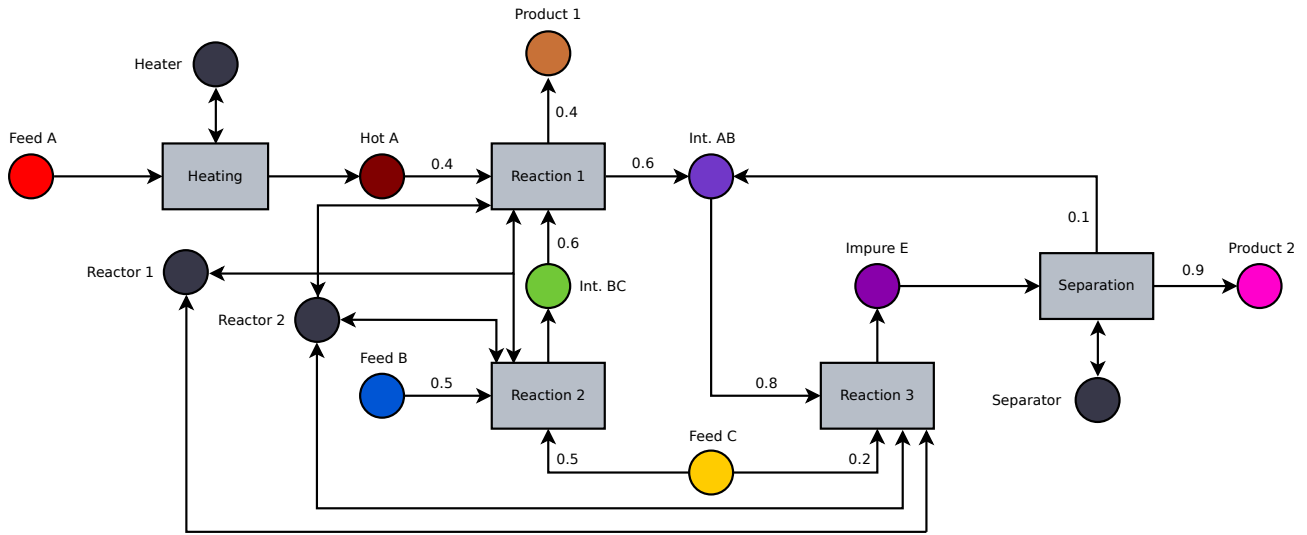 Product 1
Heater
0.4
Feed A
Hot A
Int. AB
Heating
0.4
Reaction 1
0.6
0.1
0.6
Impure E
Product 2
Reactor 1
Int. BC
Separation
0.9
Reactor 2
Feed B
0.5
Reaction 2
0.8
Reaction 3
Separator
Feed C
0.5
0.2